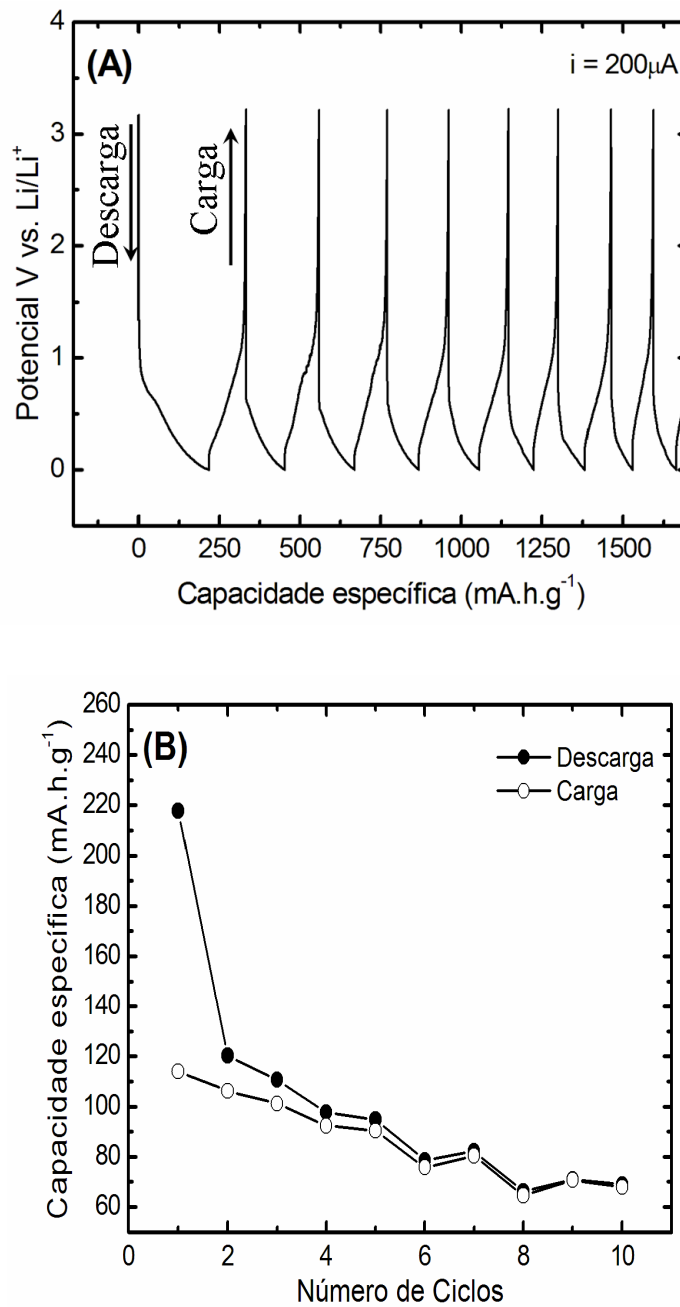 (A)
i = 200µA
Descarga
Carga
Potencial V vs. Li/Li⁺
4
3
2
1
0
0 250 500 750 1000 1250 1500
Capacidade específica (mA.h.g⁻¹)
(B)
Descarga
Carga
Capacidade específica (mA.h.g⁻¹)
260
240
220
200
180
160
140
120
100
80
60
0 2 4 6 8 10
Número de Ciclos